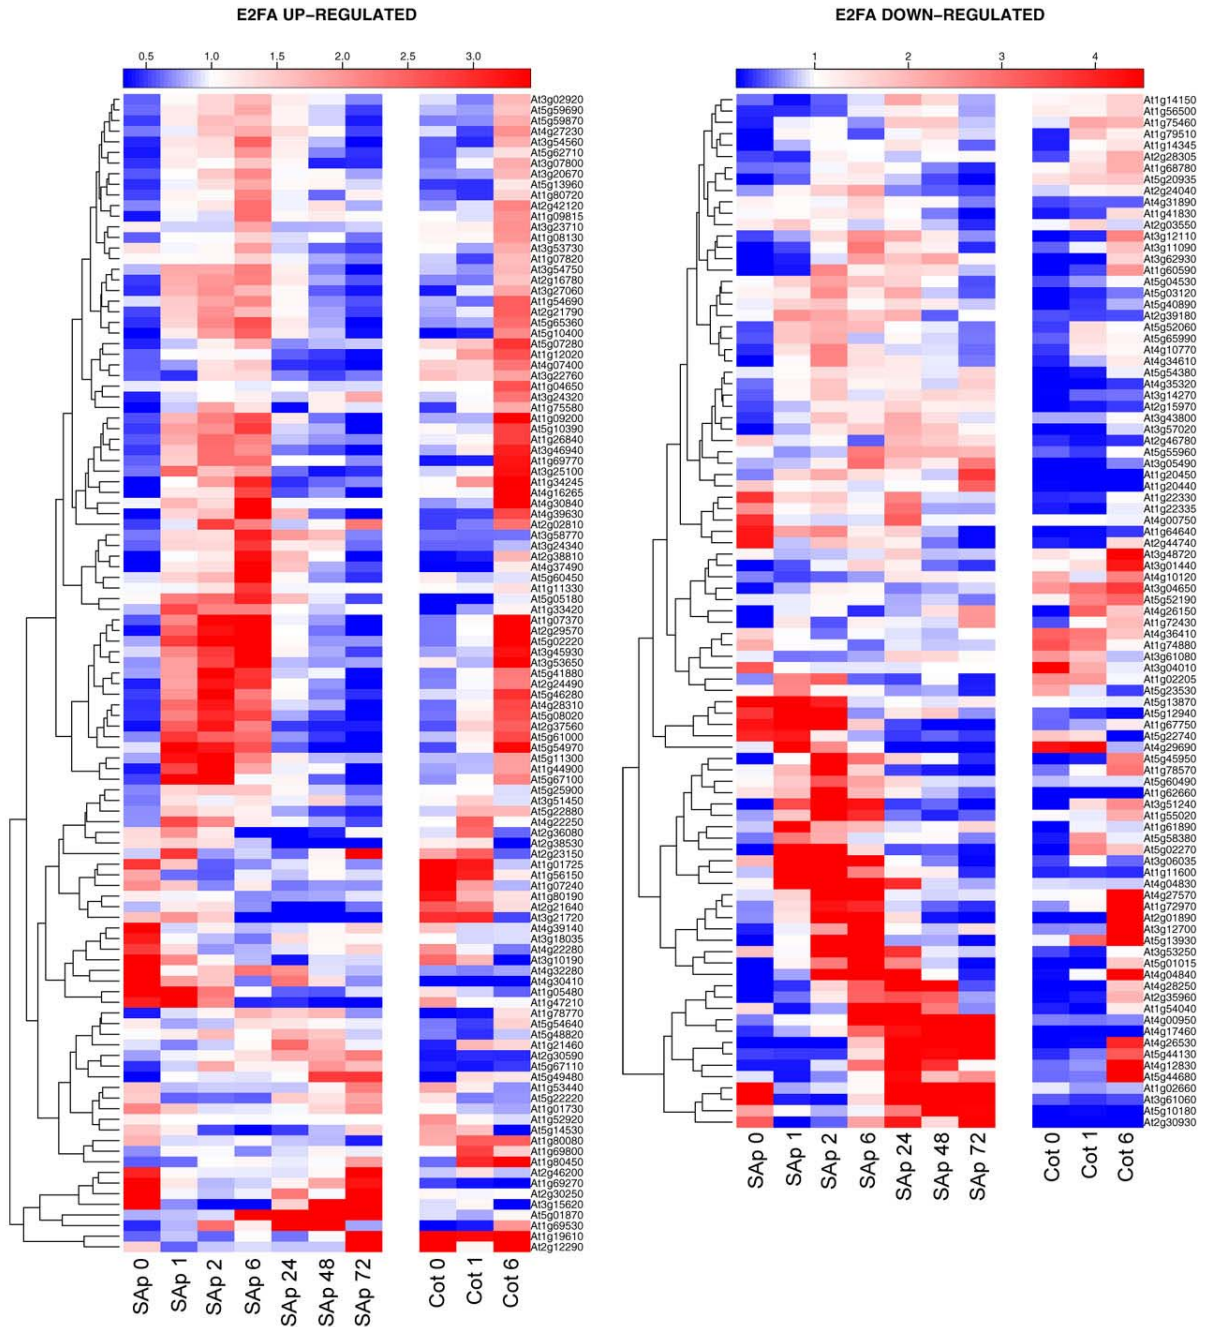 E2FA UP−REGULATED
0.5 1.0 1.5 2.0 2.5 3.0
At3g02920
At5g59690
At5g59870
At4g27230
At3g54560
At5g62710
At3g07800
At3g20670
At5g13960
At1g80720
At2g42120
At1g09815
At3g23710
At1g08130
At3g53730
At1g07820
At3g54750
At2g16780
At3g27060
At1g54690
At2g21790
At5g65360
At5g10400
At5g07280
At1g12020
At4g07400
At3g22760
At1g04650
At3g24320
At1g75580
At1g09200
At5g10390
At1g26840
At3g46940
At1g69770
At3g25100
At1g34245
At4g16265
At4g30840
At4g39630
At2g02810
At3g58770
At3g24340
At2g38810
At4g37490
At5g60450
At1g11330
At5g05180
At1g33420
At1g07370
At2g29570
At5g02220
At3g45930
At3g53650
At5g41880
At2g24490
At5g46280
At4g28310
At5g08020
At2g37560
At5g61000
At5g54970
At5g11300
At1g44900
At5g67100
At5g25900
At3g51450
At5g22880
At4g22250
At2g36080
At2g38530
At2g23150
At1g01725
At1g56150
At1g07240
At1g80190
At2g21640
At3g21720
At4g39140
At3g18035
At4g22280
At3g10190
At4g32280
At4g30410
At1g05480
At1g47210
At1g78770
At5g54640
At5g48820
At1g21460
At2g30590
At5g67110
At5g49480
At1g53440
At5g22220
At1g01730
At1g52920
At5g14530
At1g80080
At1g69800
At1g80450
At2g46200
At1g69270
At2g30250
At3g15620
At5g01870
At1g69530
At1g19610
At2g12290
SAp 0 SAp 1 SAp 2 SAp 6 SAp 24 SAp 48 SAp 72 Cot 0 Cot 1 Cot 6
E2FA DOWN−REGULATED
1 2 3 4
At1g14150
At1g56500
At1g75460
At1g79510
At1g14345
At2g28305
At1g68780
At5g20935
At2g24040
At4g31890
At1g41830
At2g03550
At3g12110
At3g11090
At3g62930
At1g60590
At5g04530
At5g03120
At5g40890
At2g39180
At5g52060
At5g65990
At4g10770
At4g34610
At5g54380
At4g35320
At3g14270
At2g15970
At3g43800
At3g57020
At2g46780
At5g55960
At3g05490
At1g20450
At1g20440
At1g22330
At1g22335
At4g00750
At1g64640
At2g44740
At3g48720
At3g01440
At4g10120
At3g04650
At5g52190
At4g26150
At1g72430
At4g36410
At1g74880
At3g61080
At3g04010
At1g02205
At5g23530
At5g13870
At5g12940
At1g67750
At5g22740
At4g29690
At5g45950
At1g78570
At5g60490
At1g62660
At3g51240
At1g55020
At1g61890
At5g58380
At5g02270
At3g06035
At1g11600
At4g04830
At4g27570
At1g72970
At2g01890
At3g12700
At5g13930
At3g53250
At5g01015
At4g04840
At4g28250
At2g35960
At1g54040
At4g00950
At4g17460
At4g26530
At5g44130
At4g12830
At5g44680
At1g02660
At3g61060
At5g10180
At2g30930
SAp 0 SAp 1 SAp 2 SAp 6 SAp 24 SAp 48 SAp 72 Cot 0 Cot 1 Cot 6